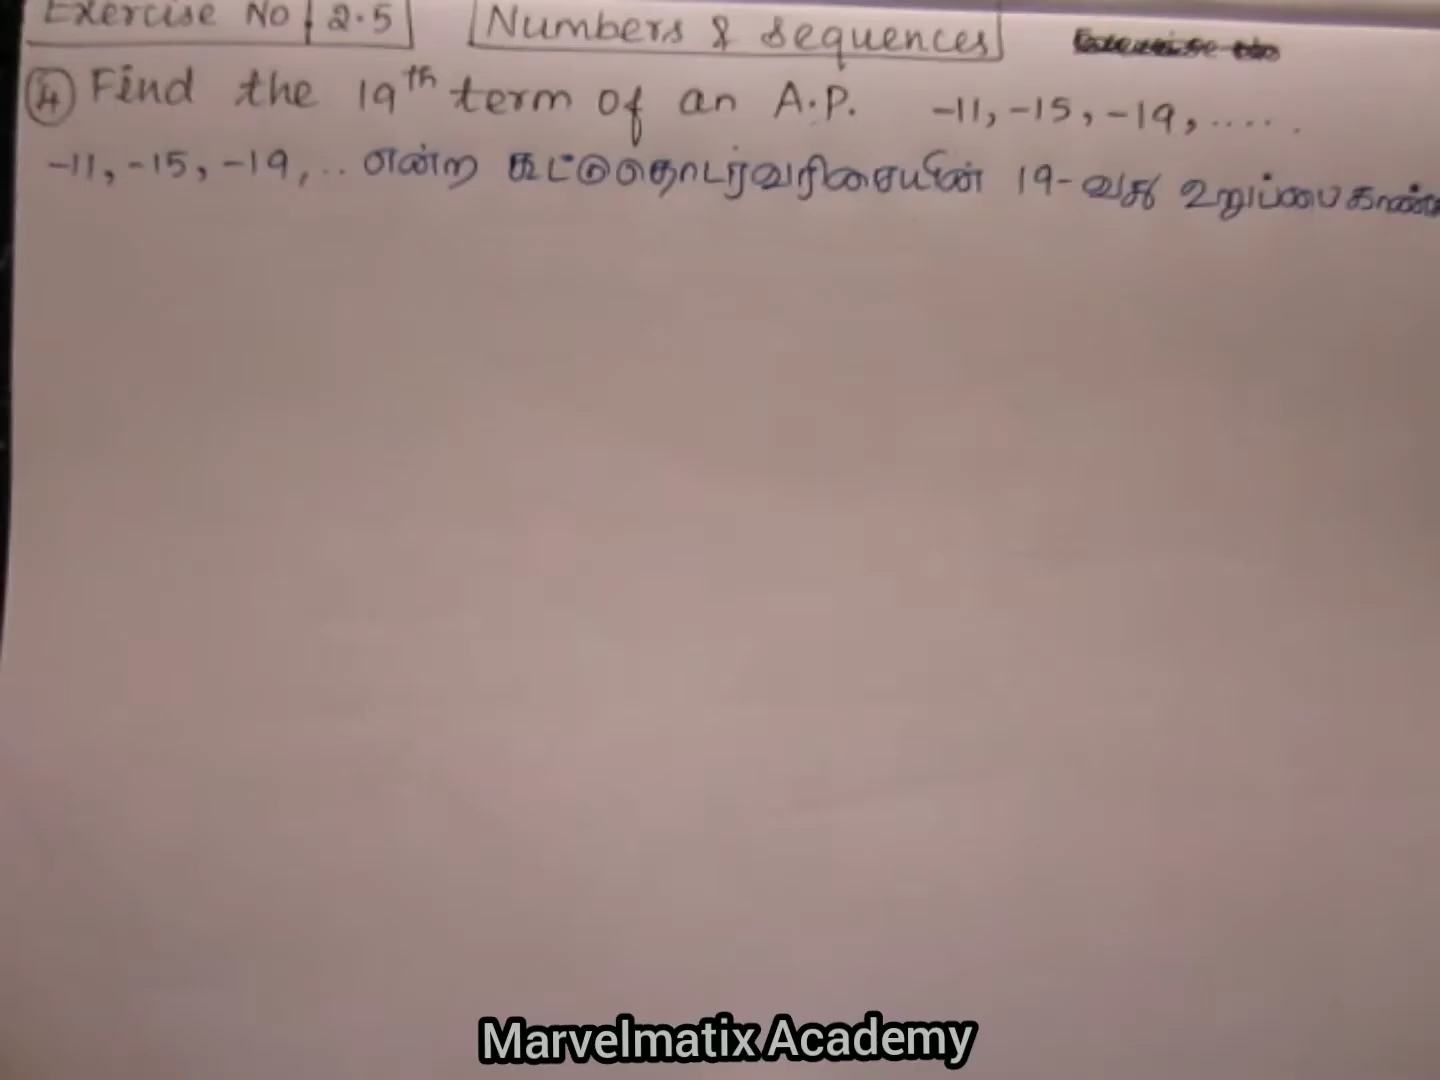 Exercise No 2.5 Numbers & Sequences
4 Find the 19th term of an A.P. -11, -15, -19, .....
-11, -15, -19, ... என்ற கூட்டுத்தொடர்வரிசையின் 19-வது உறுப்பை காண்க
Marvelmatix Academy